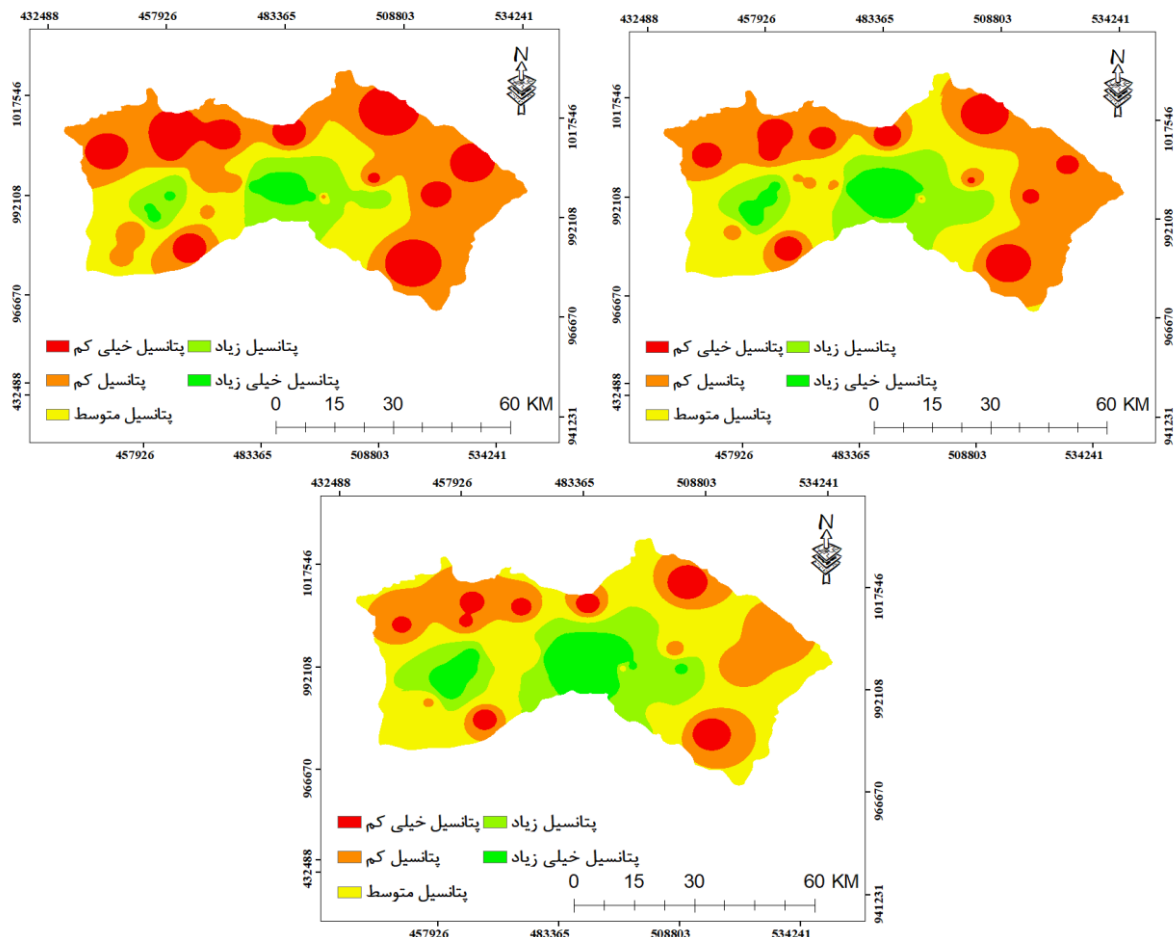 432488 457926 483365 508803 534241
1017546 1017546
N
992108 992108
966670 966670
پتانسیل خیلی کم پتانسیل زیاد
پتانسیل کم پتانسیل خیلی زیاد
پتانسیل متوسط
432488 941231
0 15 30 60 KM
457926 483365 508803 534241
432488 457926 483365 508803 534241
1017546 1017546
N
992108 992108
966670 966670
پتانسیل خیلی کم پتانسیل زیاد
پتانسیل کم پتانسیل خیلی زیاد
پتانسیل متوسط
432488 941231
0 15 30 60 KM
457926 483365 508803 534241
432488 457926 483365 508803 534241
1017546 1017546
N
992108 992108
966670 966670
پتانسیل خیلی کم پتانسیل زیاد
پتانسیل کم پتانسیل خیلی زیاد
پتانسیل متوسط
432488 941231
0 15 30 60 KM
457926 483365 508803 534241